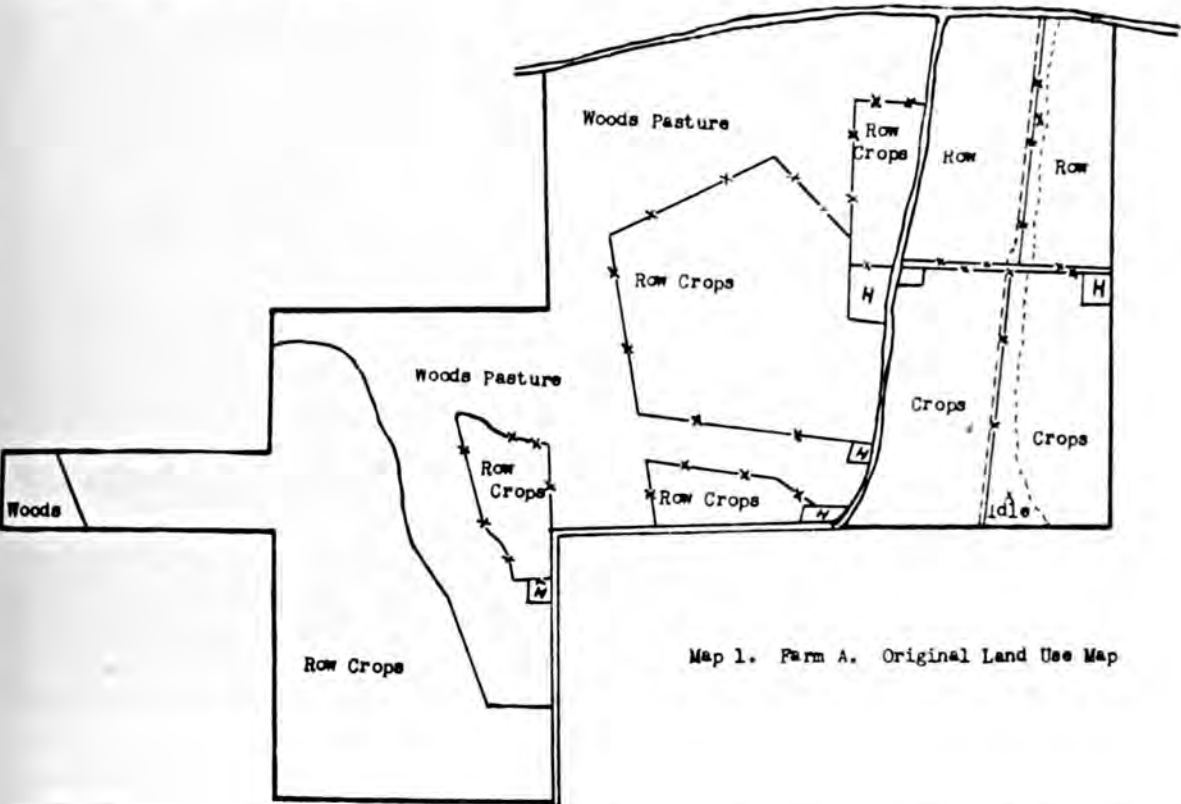 Woods Pasture
Row
Crops
Row
Row
Row Crops
H
H
Woods Pasture
Crops
Crops
Row
Crops
H
Row Crops
H
Woods
Idle
H
Row Crops
Map 1. Farm A. Original Land Use Map